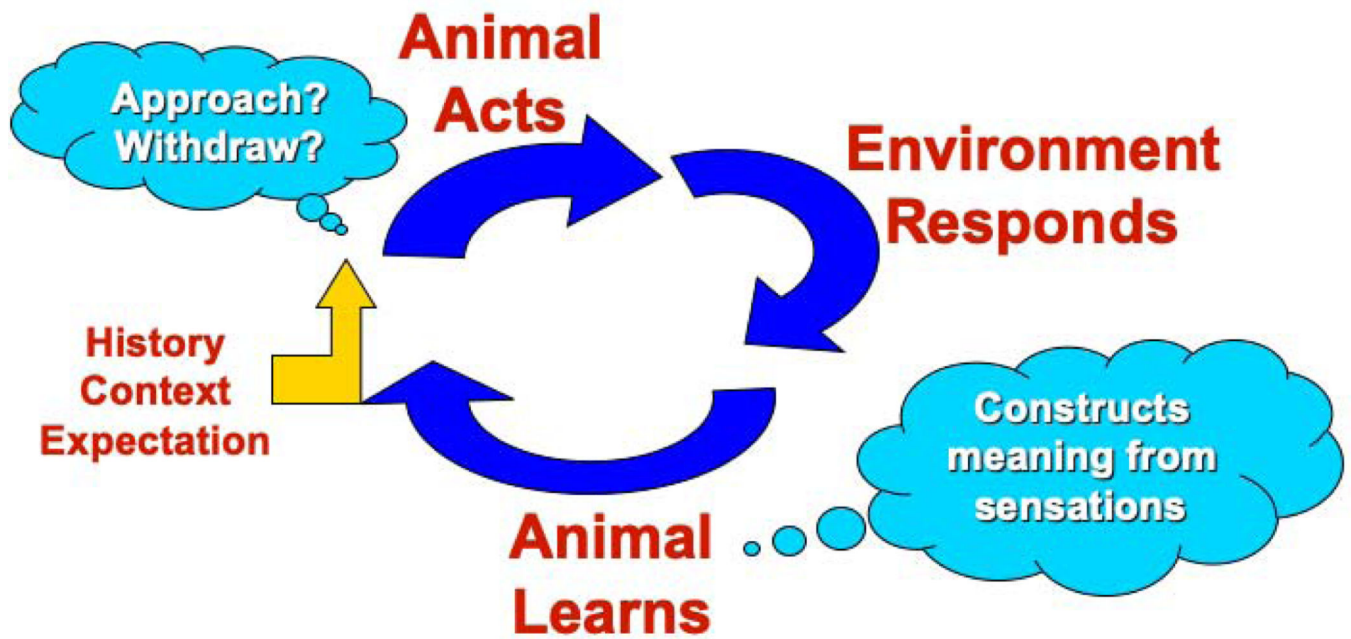 Animal
Acts
Approach?
Withdraw?
Environment
Responds
History
Context
Expectation
Constructs
meaning from
sensations
Animal
Learns